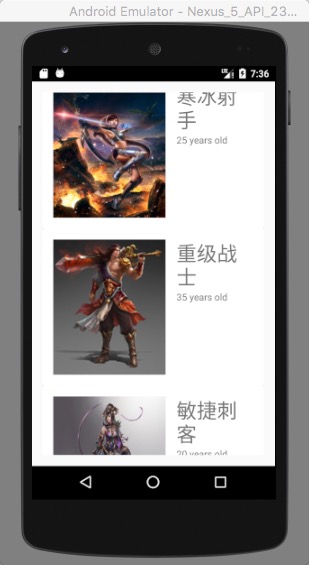 Android Emulator - Nexus_5_API_23...
LTE
7:36
寒冰射
手
25 years old
重级战
士
35 years old
敏捷刺
客
20 years old